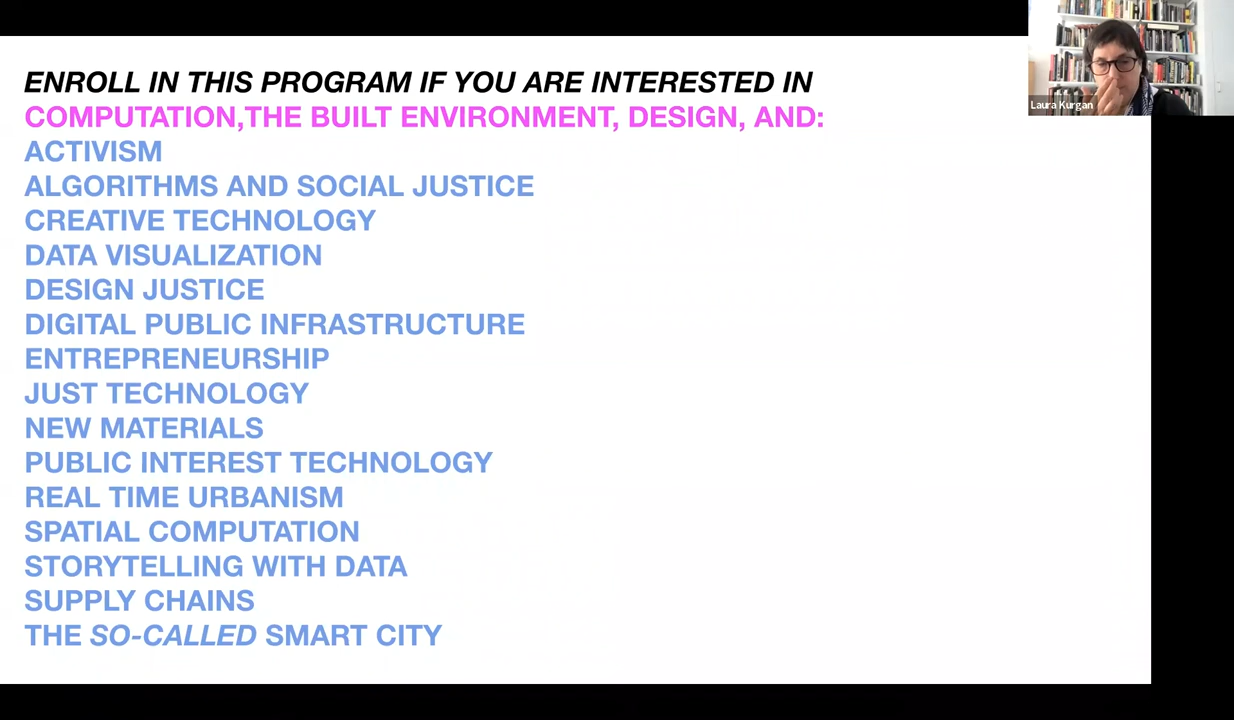 ENROLL IN THIS PROGRAM IF YOU ARE INTERESTED IN
COMPUTATION,THE BUILT ENVIRONMENT, DESIGN, AND:
ACTIVISM
ALGORITHMS AND SOCIAL JUSTICE
CREATIVE TECHNOLOGY
DATA VISUALIZATION
DESIGN JUSTICE
DIGITAL PUBLIC INFRASTRUCTURE
ENTREPRENEURSHIP
JUST TECHNOLOGY
NEW MATERIALS
PUBLIC INTEREST TECHNOLOGY
REAL TIME URBANISM
SPATIAL COMPUTATION
STORYTELLING WITH DATA
SUPPLY CHAINS
THE SO-CALLED SMART CITY
Laura Kurgan